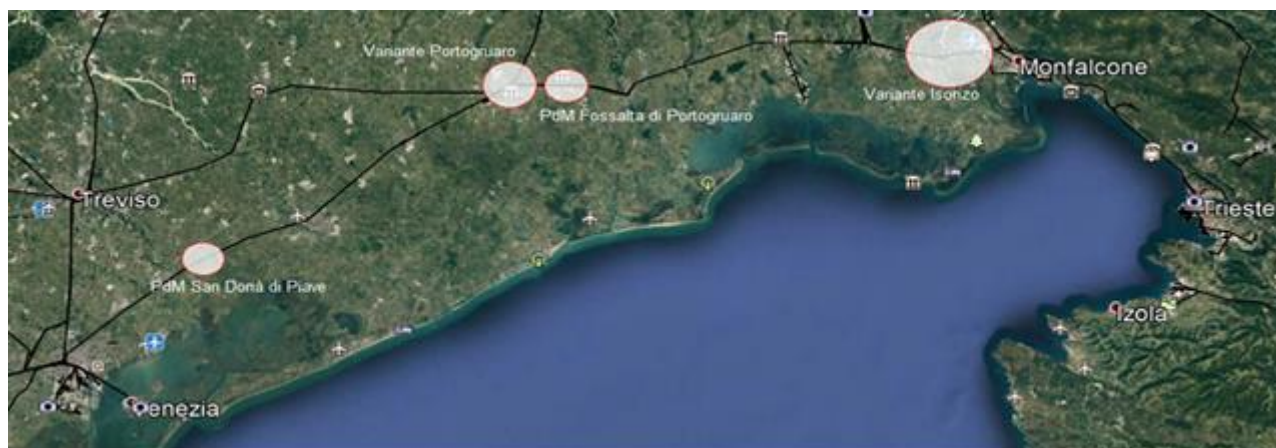 Variante Portogruaro
Monfalcone
Variante Isonzo
PdM Fossalta di Portogruaro
Treviso
Trieste
PdM San Donà di Piave
Izola
Venezia